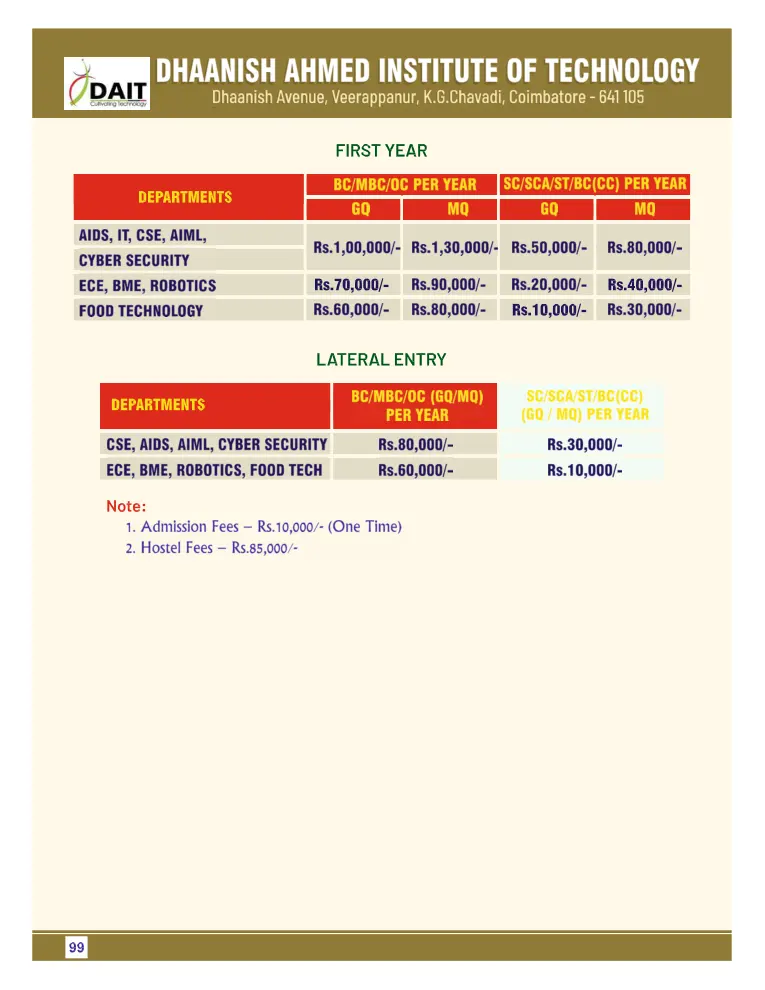 DAIT
Cultivating Technology
DHAANISH AHMED INSTITUTE OF TECHNOLOGY
Dhaanish Avenue, Veerappanur, K.G.Chavadi, Coimbatore - 641 105
FIRST YEAR
DEPARTMENTS BC/MBC/OC PER YEAR SC/SCA/ST/BC(CC) PER YEAR
GQ MQ GQ MQ
AIDS, IT, CSE, AIML,
CYBER SECURITY Rs.1,00,000/- Rs.1,30,000/- Rs.50,000/- Rs.80,000/-
ECE, BME, ROBOTICS Rs.70,000/- Rs.90,000/- Rs.20,000/- Rs.40,000/-
FOOD TECHNOLOGY Rs.60,000/- Rs.80,000/- Rs.10,000/- Rs.30,000/-
LATERAL ENTRY
DEPARTMENTS BC/MBC/OC (GQ/MQ) SC/SCA/ST/BC(CC)
PER YEAR (GQ / MQ) PER YEAR
CSE, AIDS, AIML, CYBER SECURITY Rs.80,000/- Rs.30,000/-
ECE, BME, ROBOTICS, FOOD TECH Rs.60,000/- Rs.10,000/-
Note:
1. Admission Fees – Rs.10,000/- (One Time)
2. Hostel Fees – Rs.85,000/-
99